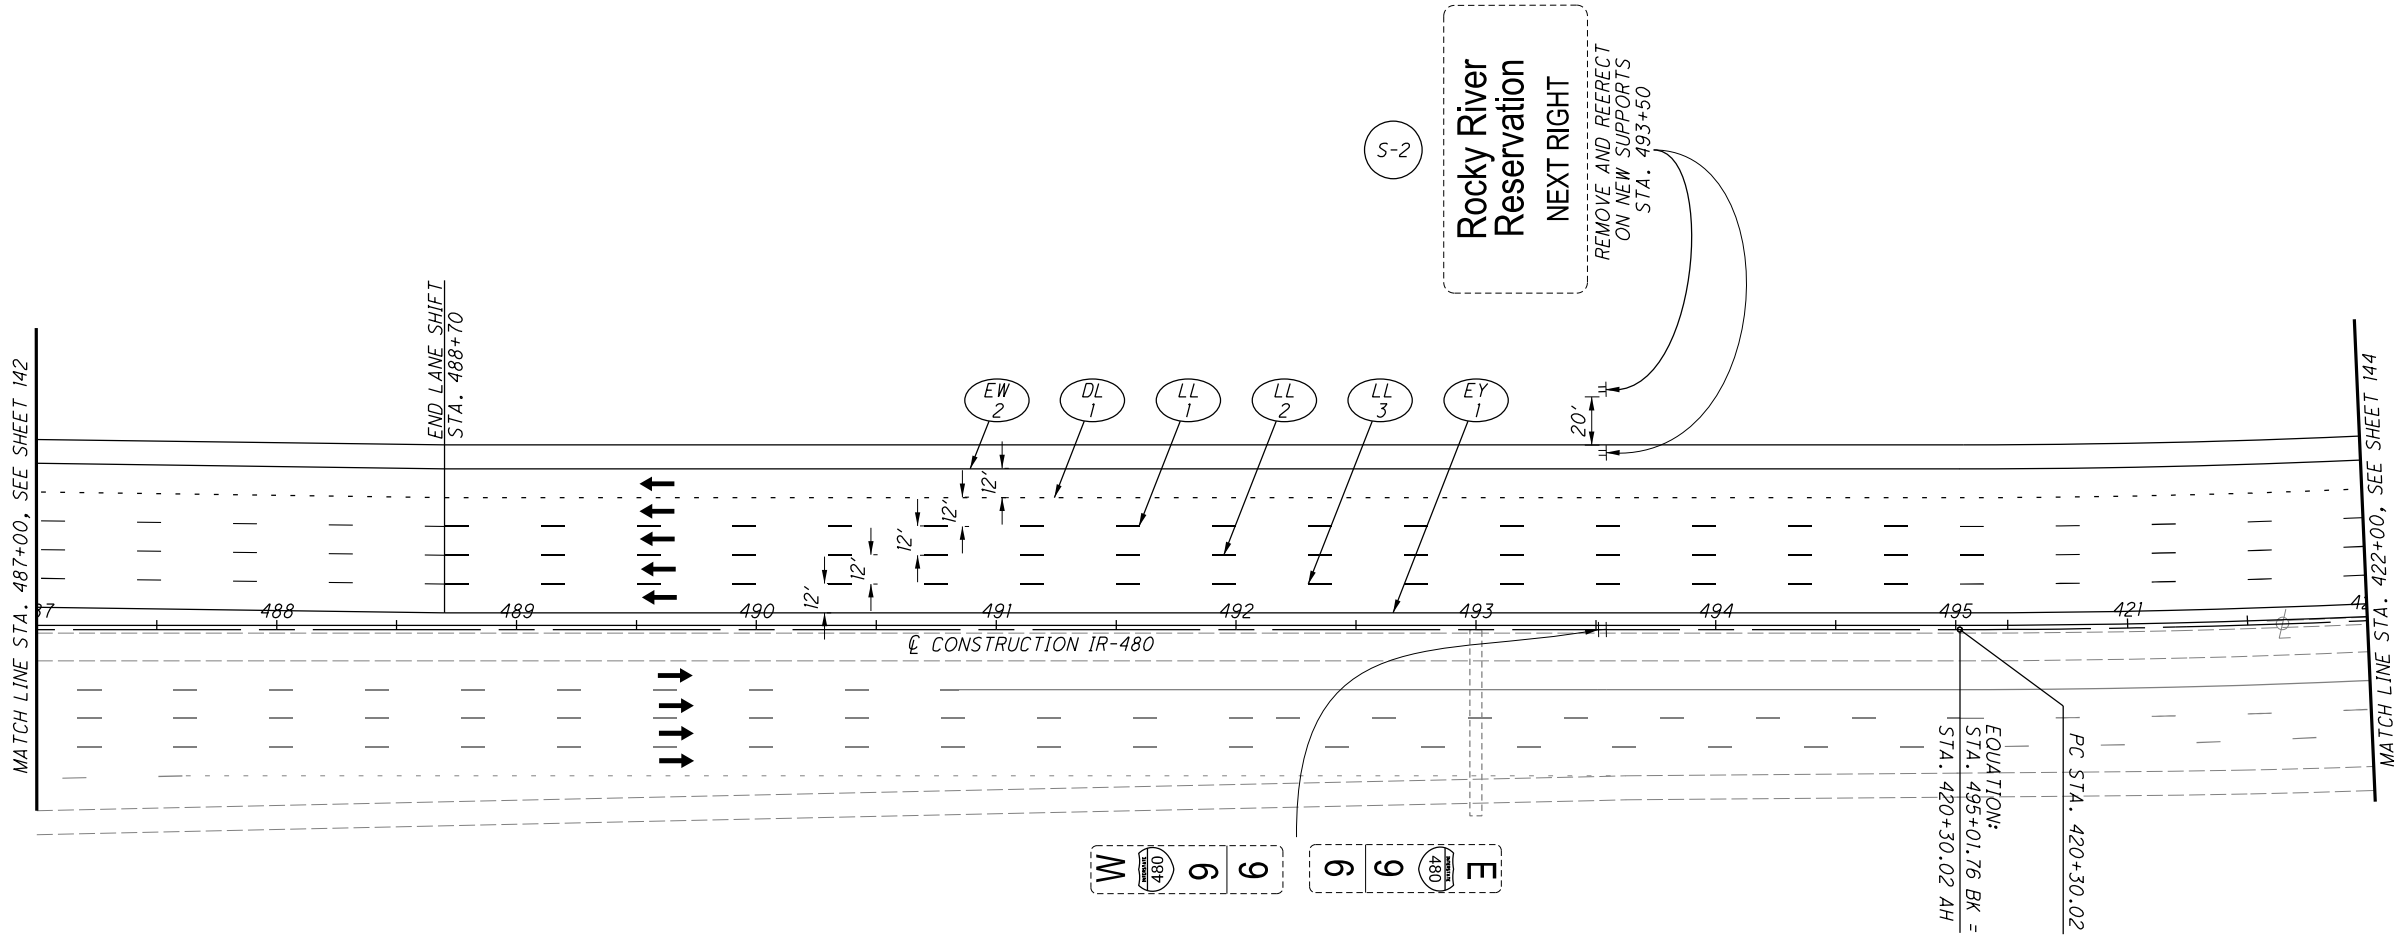 MATCH LINE STA. 487+00, SEE SHEET 142
END LANE SHIFT
STA. 488+70
S-2
Rocky River
Reservation
NEXT RIGHT
REMOVE AND REERECT
ON NEW SUPPORTS
STA. 493+50
EW
2
DL
1
LL
1
LL
2
LL
3
EY
1
20'
12'
12'
12'
12'
12'
488
489
490
491
492
493
494
495
421
℄ CONSTRUCTION IR-480
EQUATION:
STA. 495+01.76 BK =
STA. 420+30.02 AH
PC STA. 420+30.02
W
480
6
9
6
9
480
E
MATCH LINE STA. 422+00, SEE SHEET 144